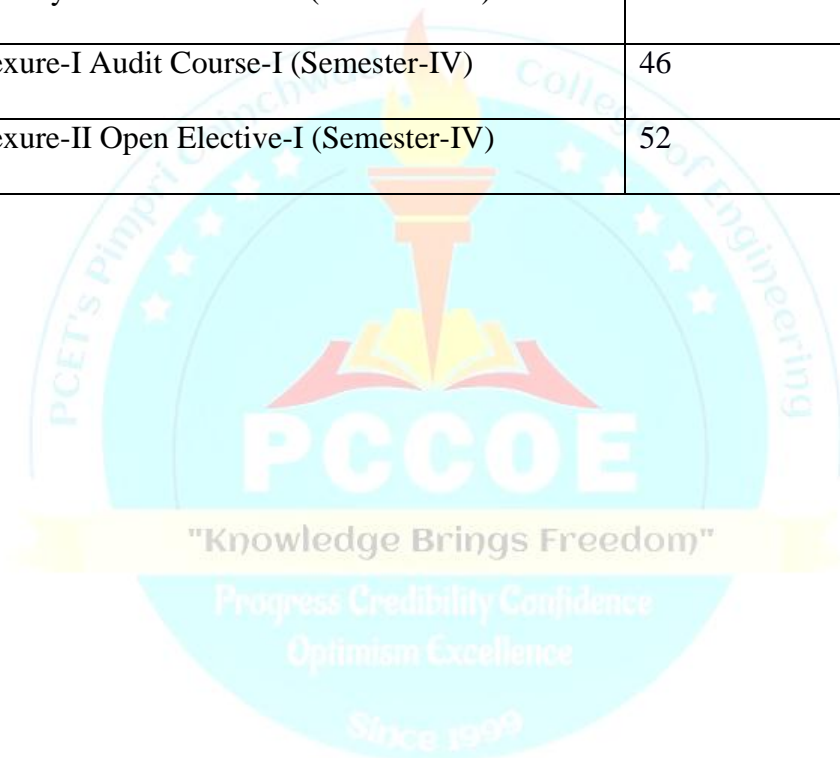 exure-I Audit Course-I (Semester-IV) 46
exure-II Open Elective-I (Semester-IV) 52
PCET's Pimpri Chinchwad College of Engineering
PCCOE
"Knowledge Brings Freedom"
Progress Credibility Confidence
Optimism Excellence
Since 1999